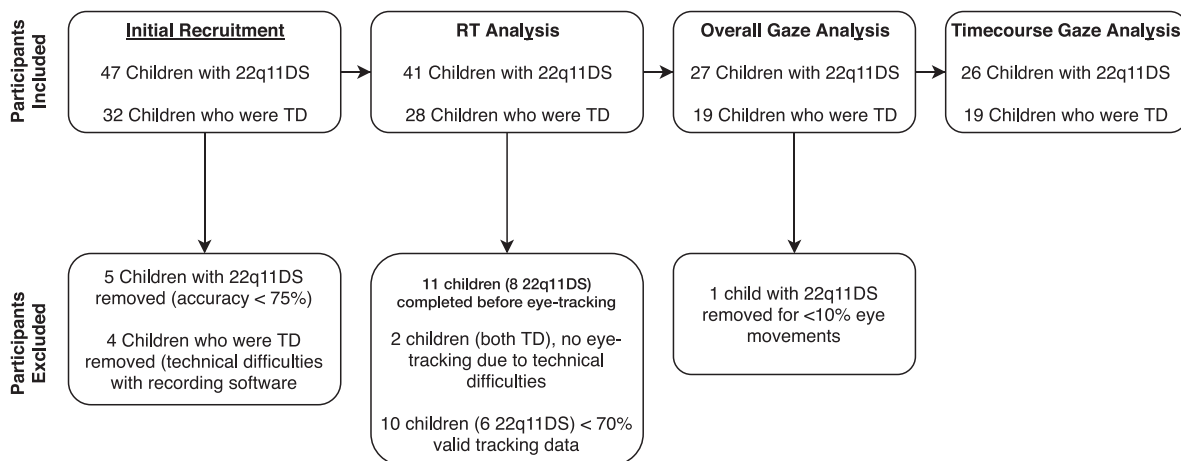 Participants
Included
Initial Recruitment
47 Children with 22q11DS
32 Children who were TD
RT Analysis
41 Children with 22q11DS
28 Children who were TD
Overall Gaze Analysis
27 Children with 22q11DS
19 Children who were TD
Timecourse Gaze Analysis
26 Children with 22q11DS
19 Children who were TD
Participants
Excluded
5 Children with 22q11DS
removed (accuracy < 75%)
4 Children who were TD
removed (technical difficulties
with recording software
11 children (8 22q11DS)
completed before eye-tracking
2 children (both TD), no eye-
tracking due to technical
difficulties
10 children (6 22q11DS) < 70%
valid tracking data
1 child with 22q11DS
removed for <10% eye
movements